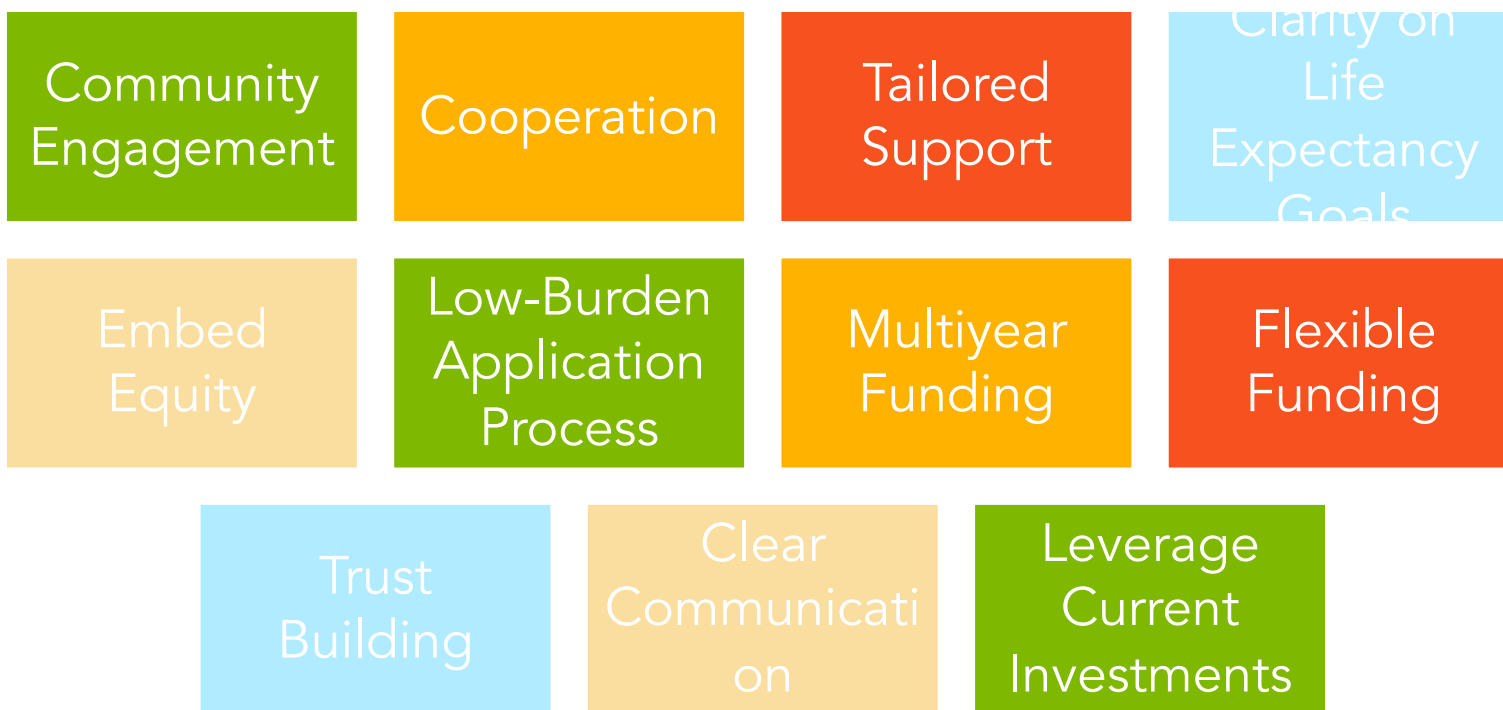 Community
Engagement
Cooperation
Tailored
Support
Clarity on
Life
Expectancy
Goals
Embed
Equity
Low-Burden
Application
Process
Multiyear
Funding
Flexible
Funding
Trust
Building
Clear
Communicati
on
Leverage
Current
Investments